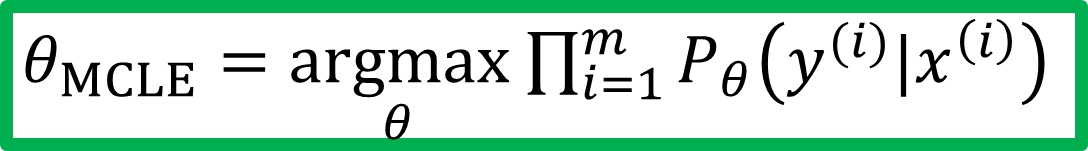 θ_MCLE = argmax_θ ∏_{i=1}^{m} P_θ(y^{(i)}|x^{(i)})